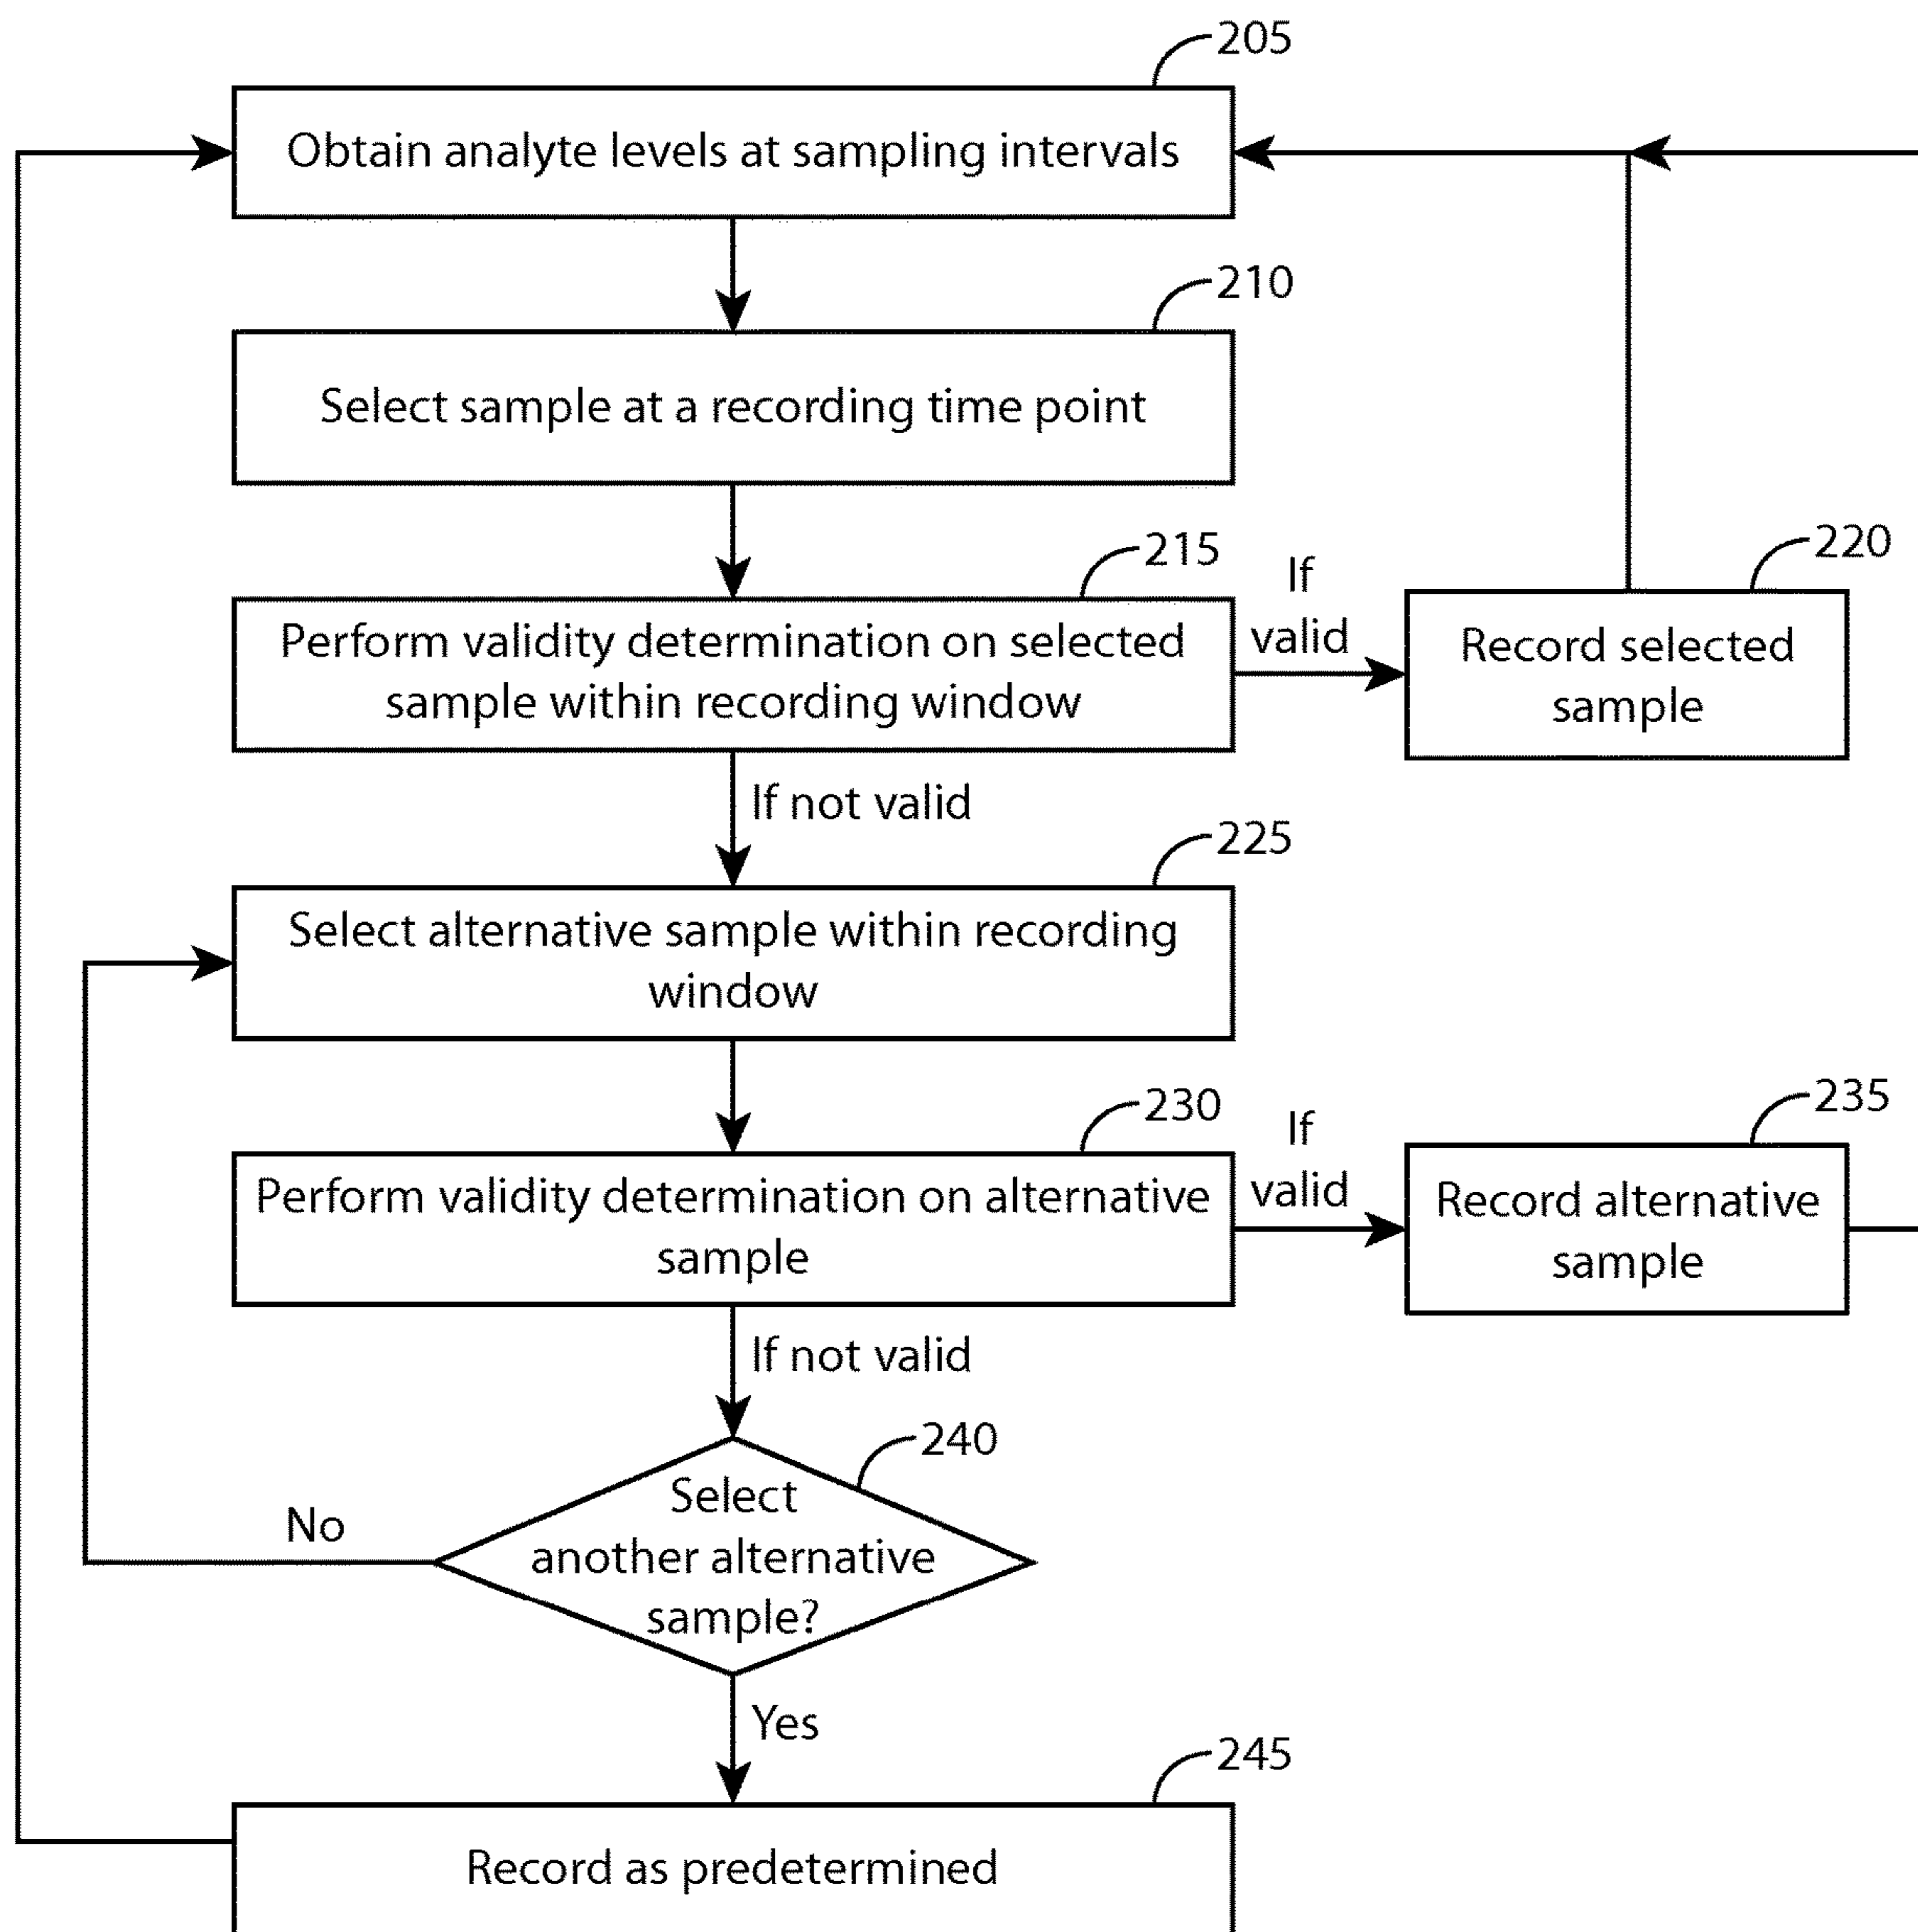 205
Obtain analyte levels at sampling intervals
210
Select sample at a recording time point
215
If
valid
220
Perform validity determination on selected
sample within recording window
Record selected
sample
If not valid
225
Select alternative sample within recording
window
230
If
valid
235
Perform validity determination on alternative
sample
Record alternative
sample
If not valid
240
Select
another alternative
sample?
No
Yes
245
Record as predetermined